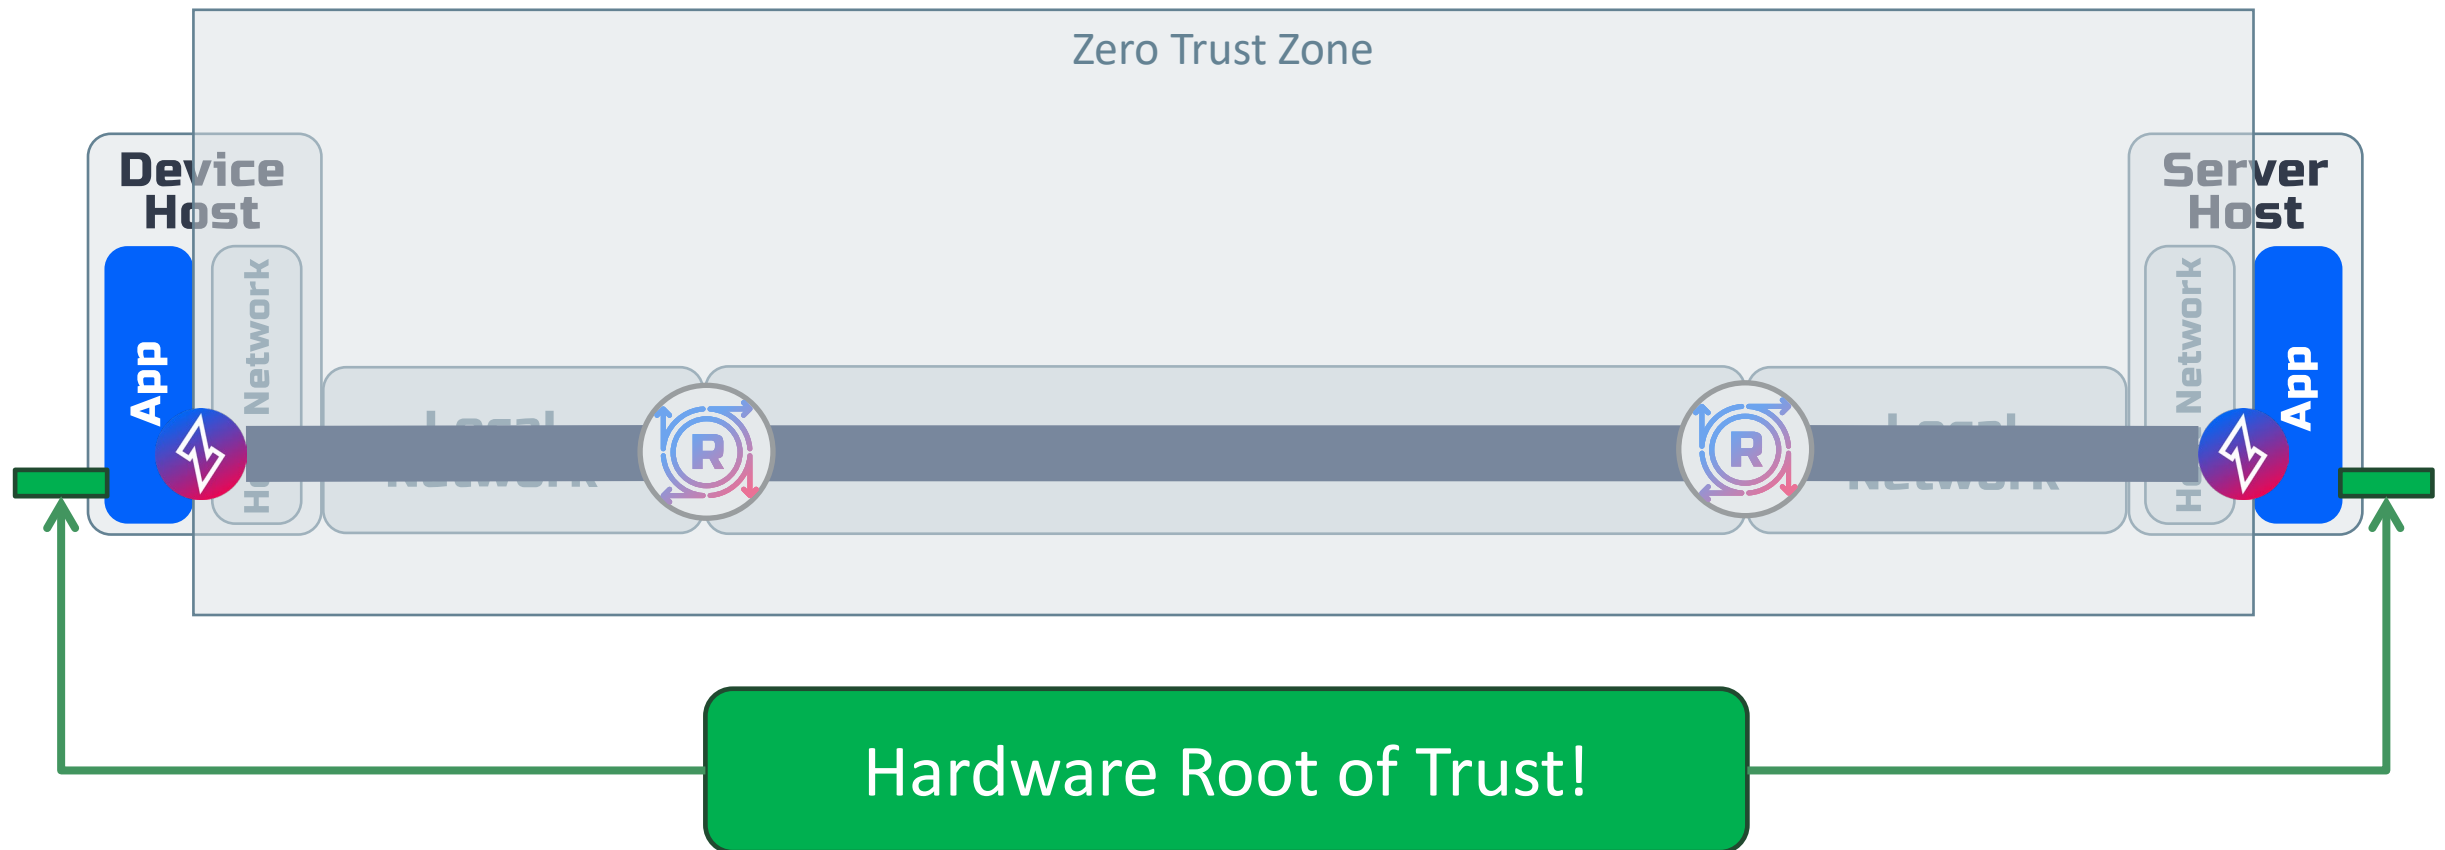 Zero Trust Zone
Device
Host
Server
Host
App
Network
Network
App
R
R
Hardware Root of Trust!